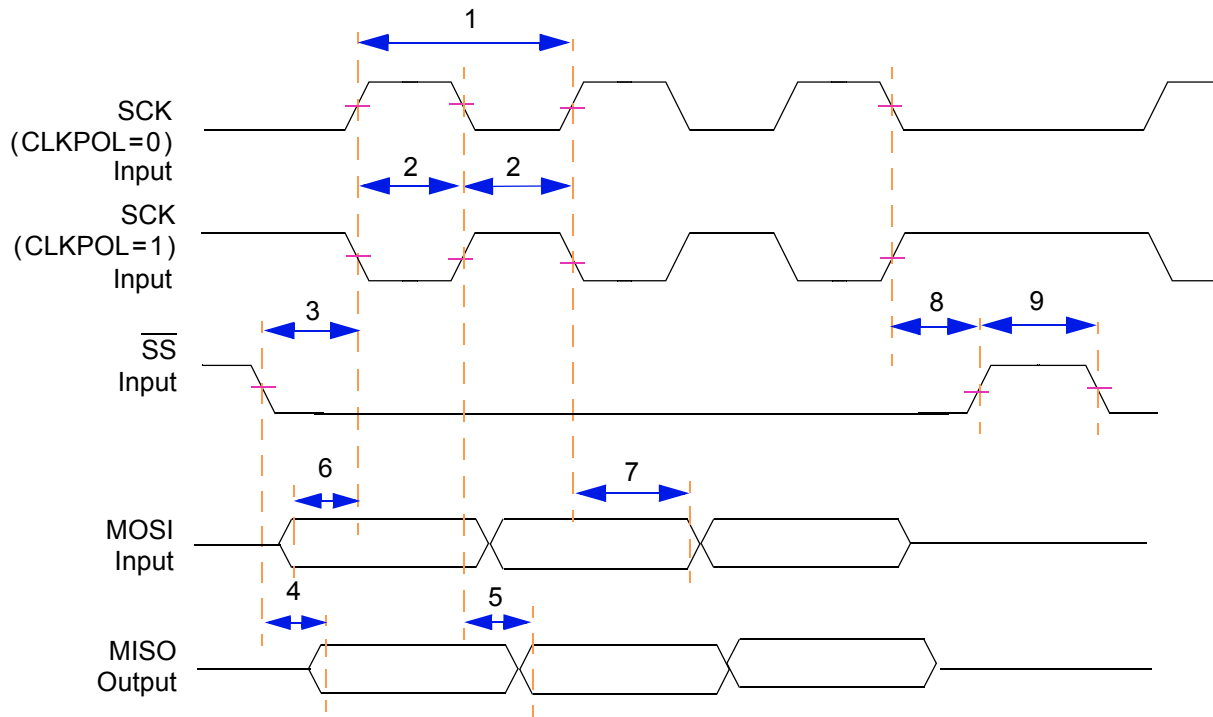 1
SCK
(CLKPOL=0)
Input
2
2
SCK
(CLKPOL=1)
Input
3
8
9
SS
Input
6
7
MOSI
Input
4
5
MISO
Output